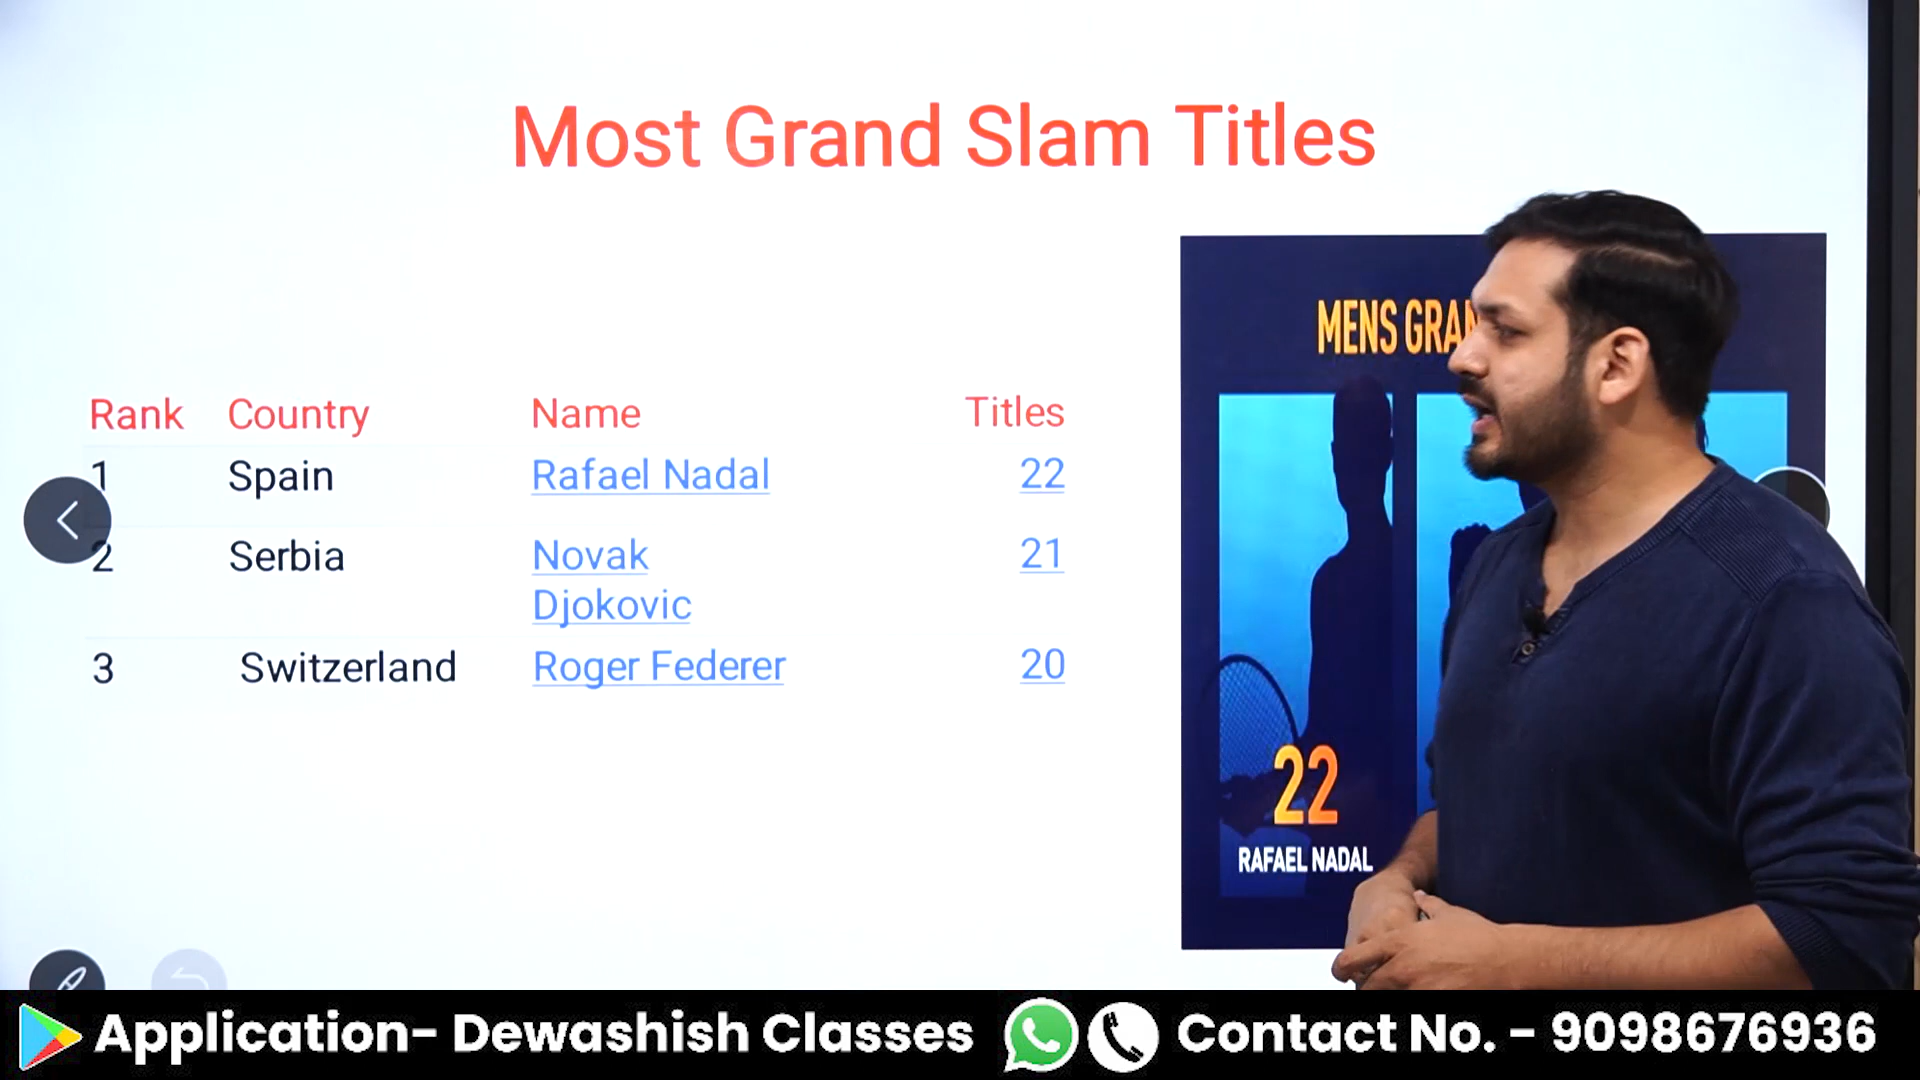 Most Grand Slam Titles
MENS GRAN
Rank Country Name Titles
1 Spain Rafael Nadal 22
2 Serbia Novak Djokovic 21
3 Switzerland Roger Federer 20
22
RAFAEL NADAL
Application- Dewashish Classes Contact No. - 9098676936